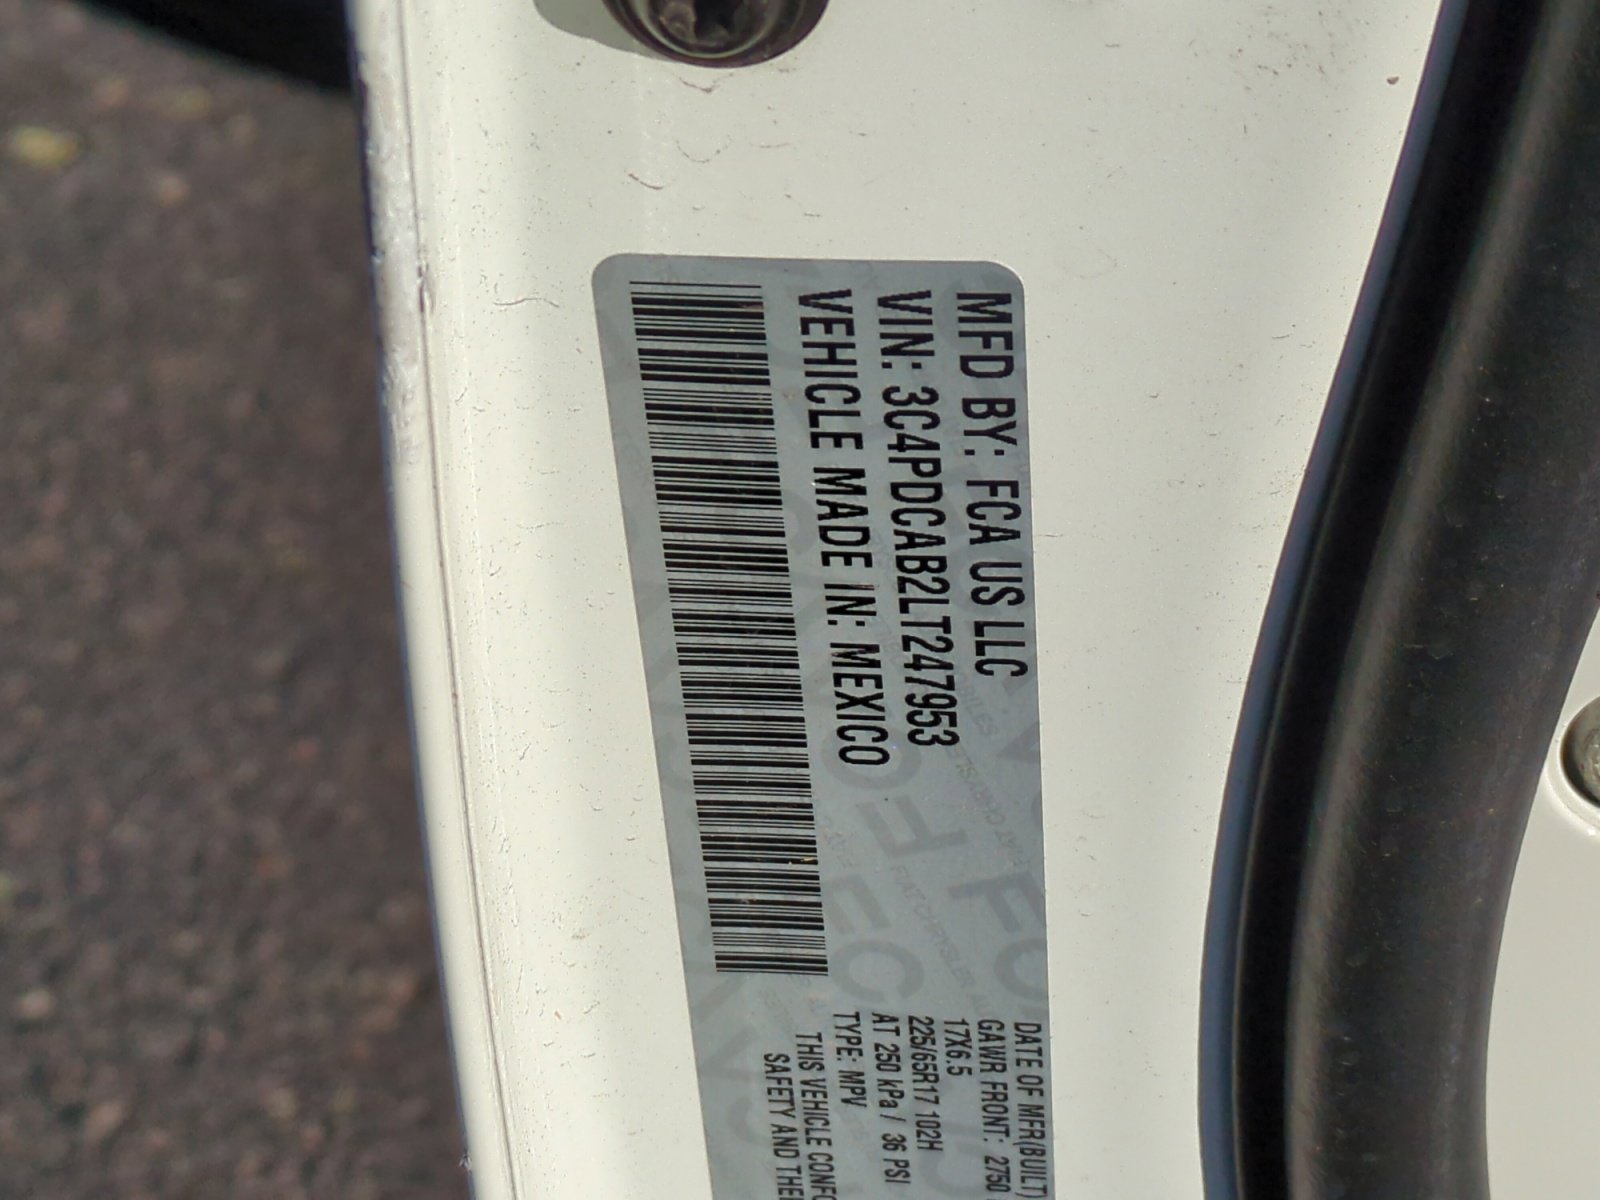 MFD BY: FCA US LLC
VIN: 3C4PDCAB2LT247953
VEHICLE MADE IN: MEXICO
DATE OF MFR(BUILT)
GAWR FRONT: 2750
17X6.5
225/65R17 102H
AT 250 kPa / 36 PSI
TYPE: MPV
THIS VEHICLE CONFO
SAFETY AND THE